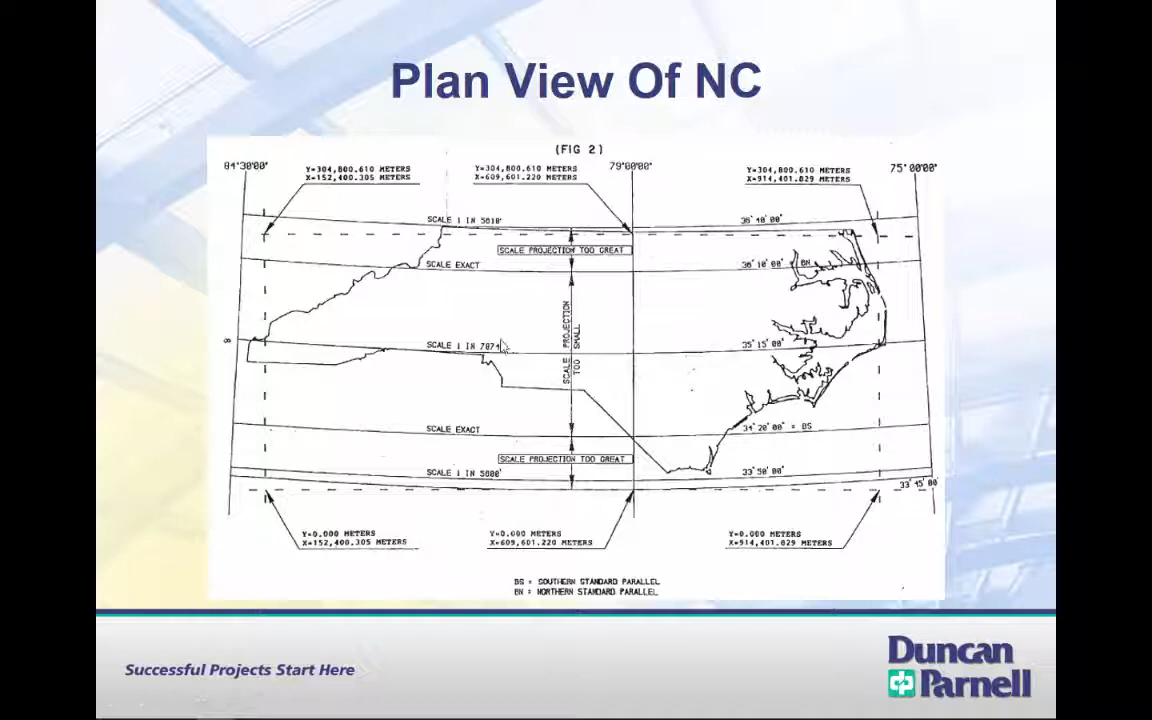 Plan View Of NC
(FIG 2)
84°30'00"
Y=304,800.610 METERS
X=152,400.305 METERS
Y=304,800.610 METERS
X=609,601.220 METERS
79°00'00"
Y=304,800.610 METERS
X=914,401.829 METERS
75°00'00"
SCALE 1 IN 5010'
36°40'00"
SCALE PROJECTION TOO GREAT
SCALE EXACT
36°10'00" = BN
SCALE PROJECTION
TOO SMALL
SCALE 1 IN 7874
35°15'00"
SCALE EXACT
34°20'00" = BS
SCALE PROJECTION TOO GREAT
SCALE 1 IN 5000'
33°50'00"
33°45'00
Y=0.000 METERS
X=152,400.305 METERS
Y=0.000 METERS
X=609,601.220 METERS
Y=0.000 METERS
X=914,401.829 METERS
BS = SOUTHERN STANDARD PARALLEL
BN = NORTHERN STANDARD PARALLEL
Successful Projects Start Here
Duncan
Parnell